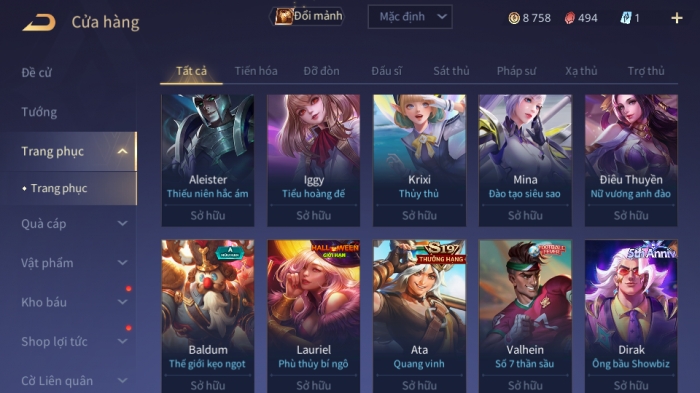 Cửa hàng
Đổi mảnh
Mặc định
8 758
494
1
Đề cử
Tướng
Trang phục
Trang phục
Quà cáp
Vật phẩm
Kho báu
Shop lợi tức
Cờ Liên quân
Tất cả Tiến hóa Đỡ đòn Đấu sĩ Sát thủ Pháp sư Xạ thủ Trợ thủ
Aleister Iggy Krixi Mina Điêu Thuyền
Thiếu niên hắc ám Tiểu hoàng đế Thủy thủ Đào tạo siêu sao Nữ vương anh đào
Sở hữu Sở hữu Sở hữu Sở hữu Sở hữu
HALLOWEEN
GIỚI HẠN
THƯỞNG HẠNG
5th Anniv
Baldum Lauriel Ata Valhein Dirak
Thế giới kẹo ngọt Phù thủy bí ngô Quang vinh Số 7 thần sầu Ông bầu Showbiz
Sở hữu Sở hữu Sở hữu Sở hữu Sở hữu